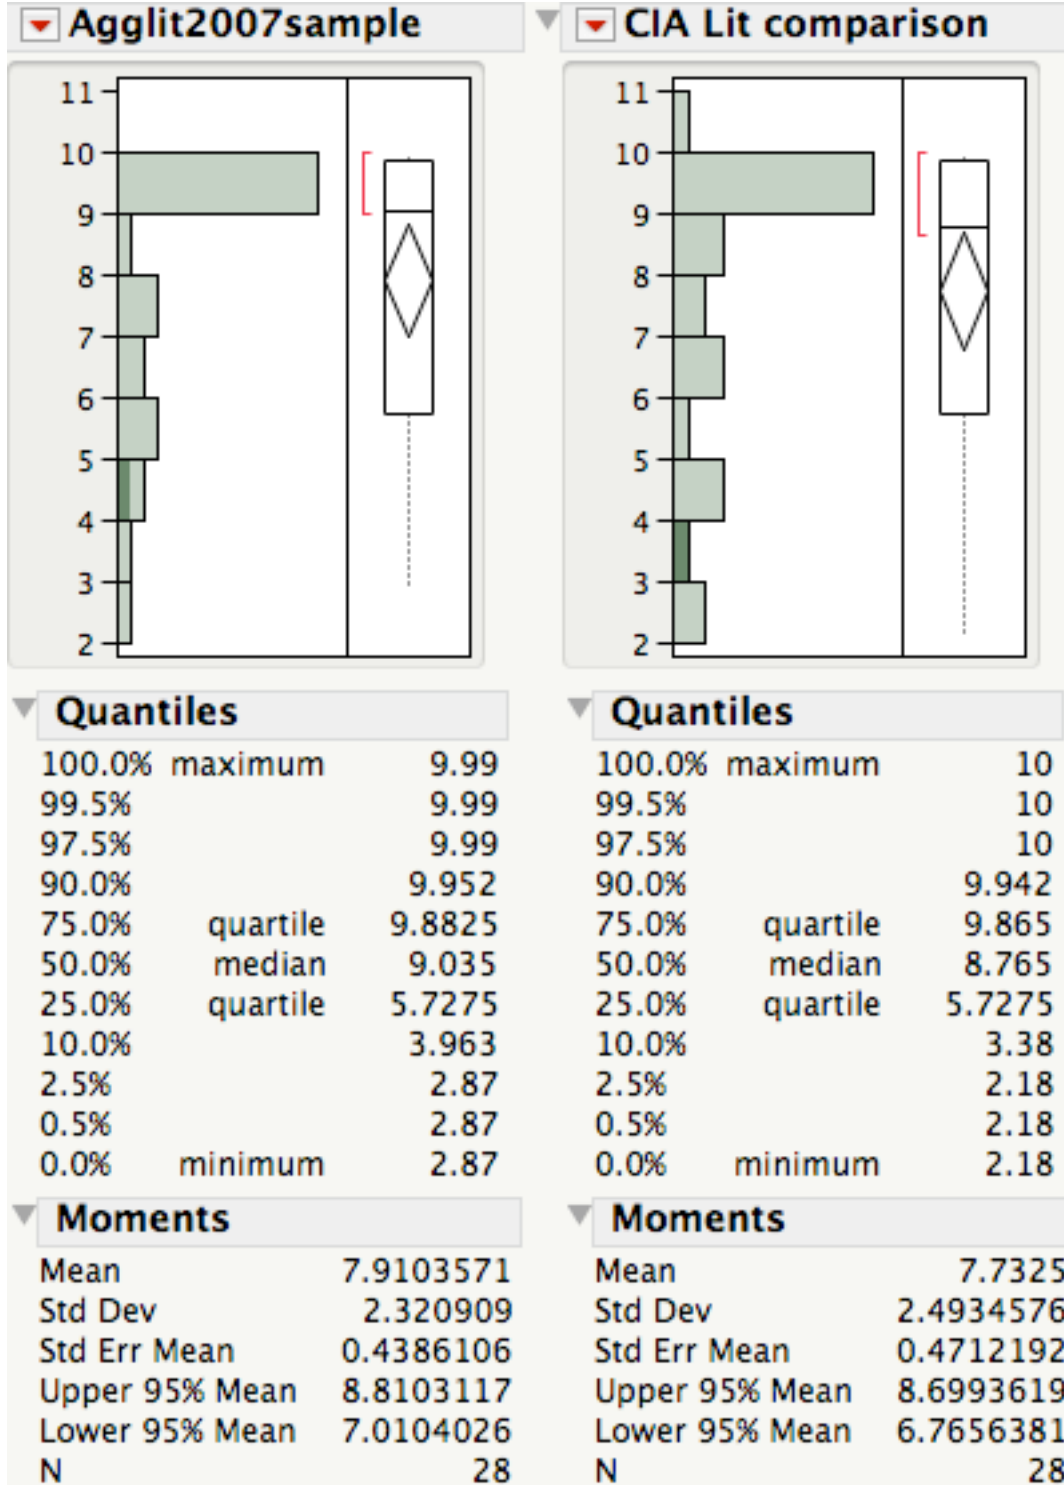 Agglit2007sample
11
10
9
8
7
6
5
4
3
2
Quantiles
100.0% maximum 9.99
99.5% 9.99
97.5% 9.99
90.0% 9.952
75.0% quartile 9.8825
50.0% median 9.035
25.0% quartile 5.7275
10.0% 3.963
2.5% 2.87
0.5% 2.87
0.0% minimum 2.87
Moments
Mean 7.9103571
Std Dev 2.320909
Std Err Mean 0.4386106
Upper 95% Mean 8.8103117
Lower 95% Mean 7.0104026
N 28
CIA Lit comparison
11
10
9
8
7
6
5
4
3
2
Quantiles
100.0% maximum 10
99.5% 10
97.5% 10
90.0% 9.942
75.0% quartile 9.865
50.0% median 8.765
25.0% quartile 5.7275
10.0% 3.38
2.5% 2.18
0.5% 2.18
0.0% minimum 2.18
Moments
Mean 7.7325
Std Dev 2.4934576
Std Err Mean 0.4712192
Upper 95% Mean 8.6993619
Lower 95% Mean 6.7656381
N 28